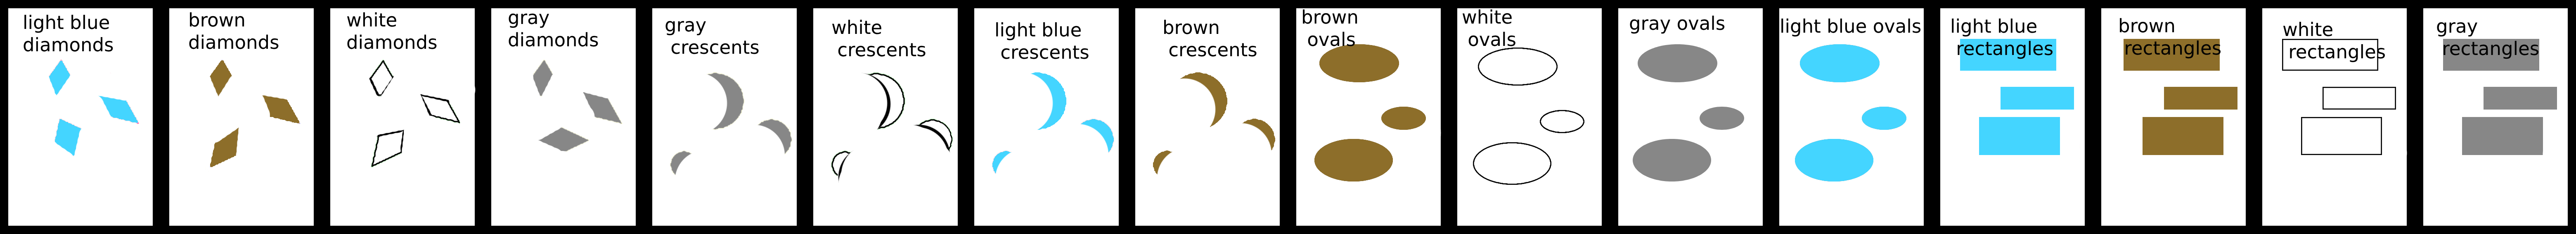 light blue
diamonds
brown
diamonds
white
diamonds
gray
diamonds
gray
crescents
white
crescents
light blue
crescents
brown
crescents
brown
ovals
white
ovals
gray ovals
light blue ovals
light blue
rectangles
brown
rectangles
white
rectangles
gray
rectangles